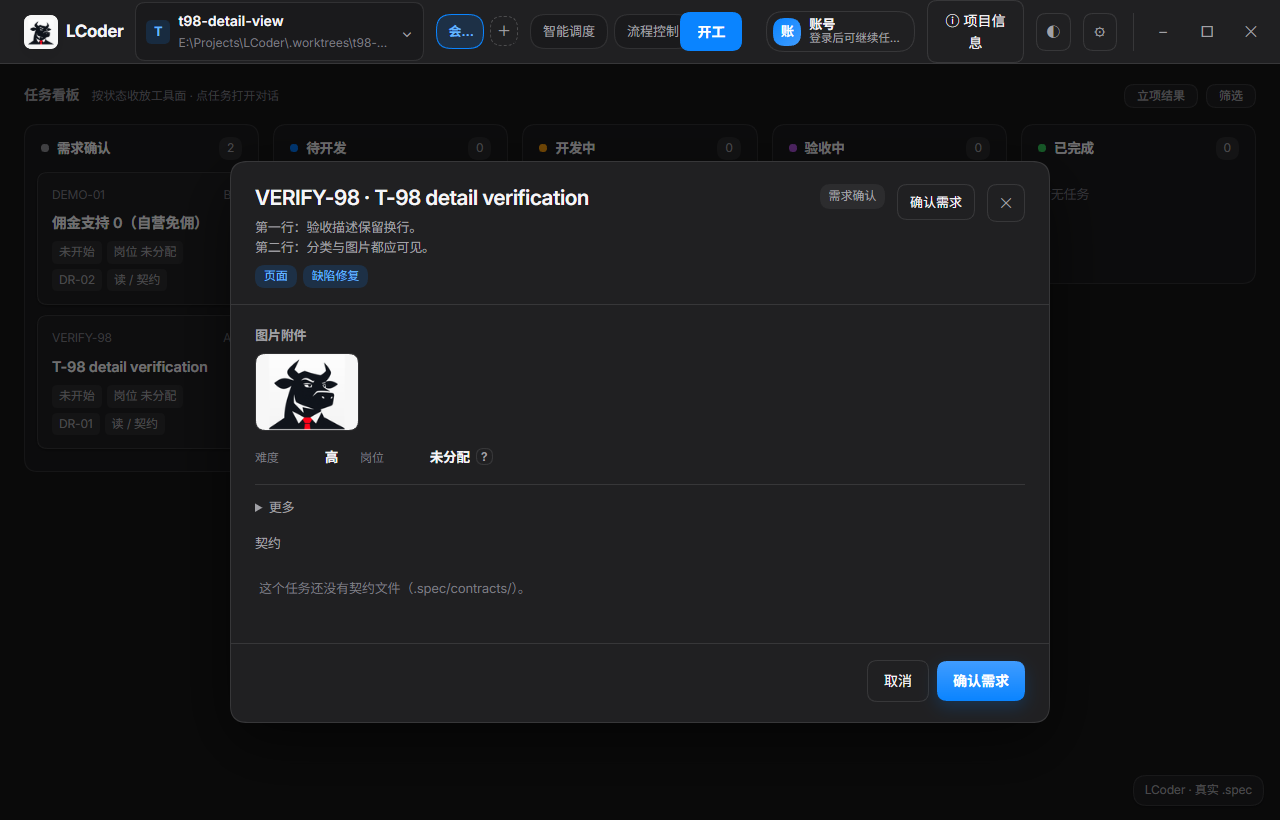 LCoder
T
t98-detail-view
E:\Projects\LCoder\.worktrees\t98-...
会...
+
智能调度
流程控制
开工
账
账号
登录后可继续任...
项目信息
任务看板
按状态收放工具面 · 点任务打开对话
立项结果
筛选
需求确认
2
待开发
0
开发中
0
验收中
0
已完成
0
DEMO-01
佣金支持 0（自营免佣）
未开始
岗位 未分配
DR-02
读 / 契约
VERIFY-98
T-98 detail verification
未开始
岗位 未分配
DR-01
读 / 契约
无任务
VERIFY-98 · T-98 detail verification
需求确认
确认需求
第一行：验收描述保留换行。
第二行：分类与图片都应可见。
页面
缺陷修复
图片附件
难度
高
岗位
未分配
?
更多
契约
这个任务还没有契约文件（.spec/contracts/）。
取消
确认需求
LCoder · 真实 .spec